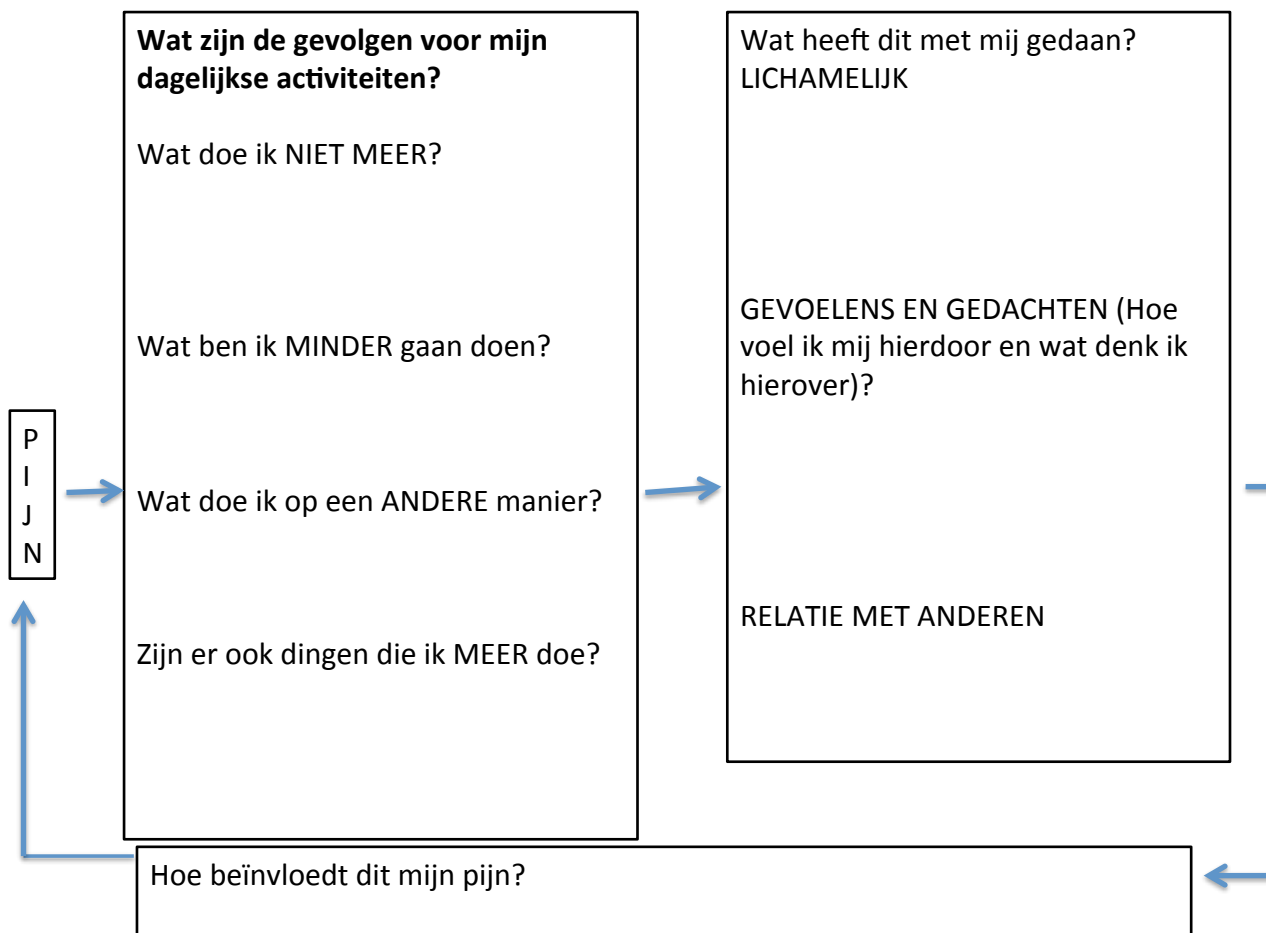 P
I
J
N
Wat zijn de gevolgen voor mijn
dagelijkse activiteiten?
Wat doe ik NIET MEER?
Wat ben ik MINDER gaan doen?
Wat doe ik op een ANDERE manier?
Zijn er ook dingen die ik MEER doe?
Wat heeft dit met mij gedaan?
LICHAMELIJK
GEVOELENS EN GEDACHTEN (Hoe
voel ik mij hierdoor en wat denk ik
hierover)?
RELATIE MET ANDEREN
Hoe beïnvloedt dit mijn pijn?